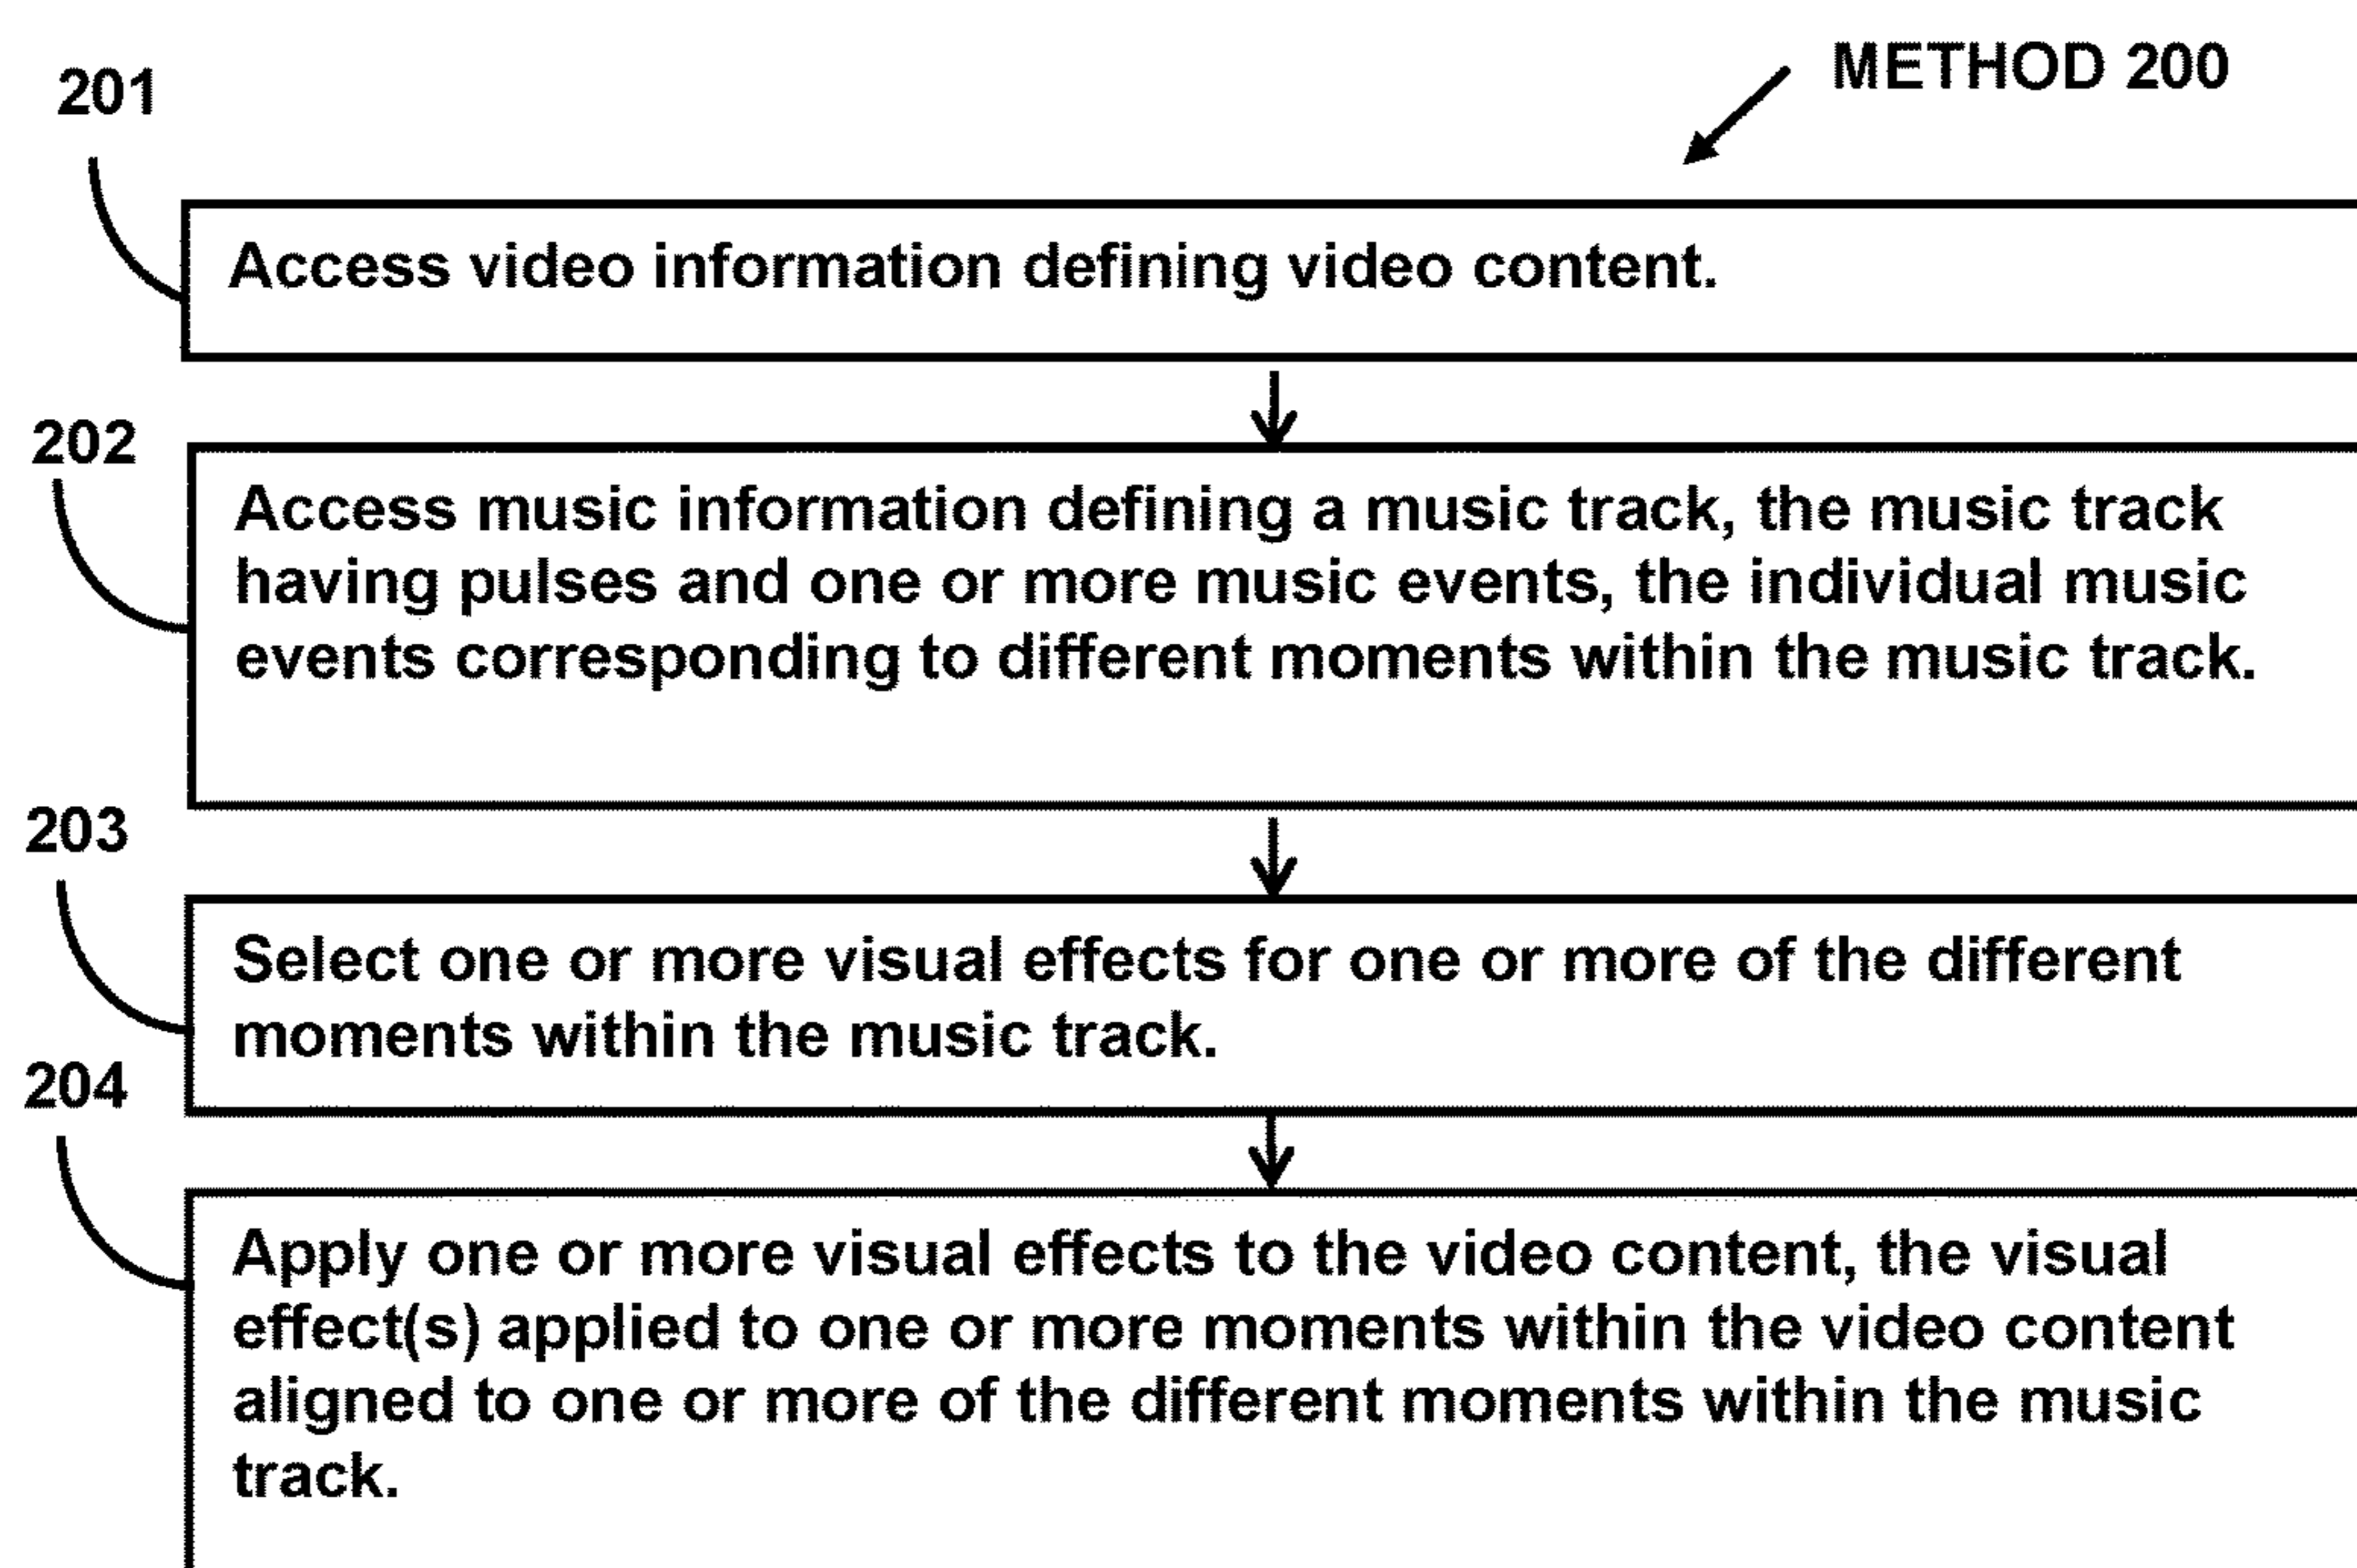 METHOD 200
201
Access video information defining video content.
202
Access music information defining a music track, the music track
having pulses and one or more music events, the individual music
events corresponding to different moments within the music track.
203
Select one or more visual effects for one or more of the different
moments within the music track.
204
Apply one or more visual effects to the video content, the visual
effect(s) applied to one or more moments within the video content
aligned to one or more of the different moments within the music
track.